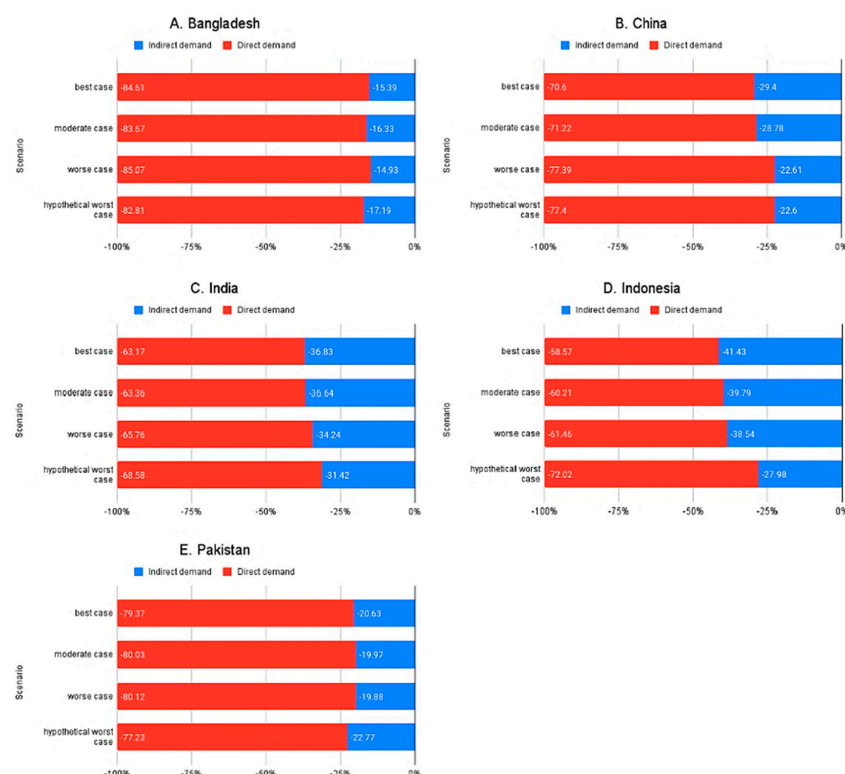 A. Bangladesh
Indirect demand Direct demand
Scenario
best case -84.61 -15.39
moderate case -83.67 -16.33
worse case -85.07 -14.93
hypothetical worst case -82.81 -17.19
-100% -75% -50% -25% 0%
B. China
Indirect demand Direct demand
Scenario
best case -70.6 -29.4
moderate case -71.22 -28.78
worse case -77.39 -22.61
hypothetical worst case -77.4 -22.6
-100% -75% -50% -25% 0%
C. India
Indirect demand Direct demand
Scenario
best case -63.17 -36.83
moderate case -63.36 -36.64
worse case -65.76 -34.24
hypothetical worst case -68.58 -31.42
-100% -75% -50% -25% 0%
D. Indonesia
Indirect demand Direct demand
Scenario
best case -58.57 -41.43
moderate case -60.21 -39.79
worse case -61.46 -38.54
hypothetical worst case -72.02 -27.98
-100% -75% -50% -25% 0%
E. Pakistan
Indirect demand Direct demand
Scenario
best case -79.37 -20.63
moderate case -80.03 -19.97
worse case -80.12 -19.88
hypothetical worst case -77.23 -22.77
-100% -75% -50% -25% 0%